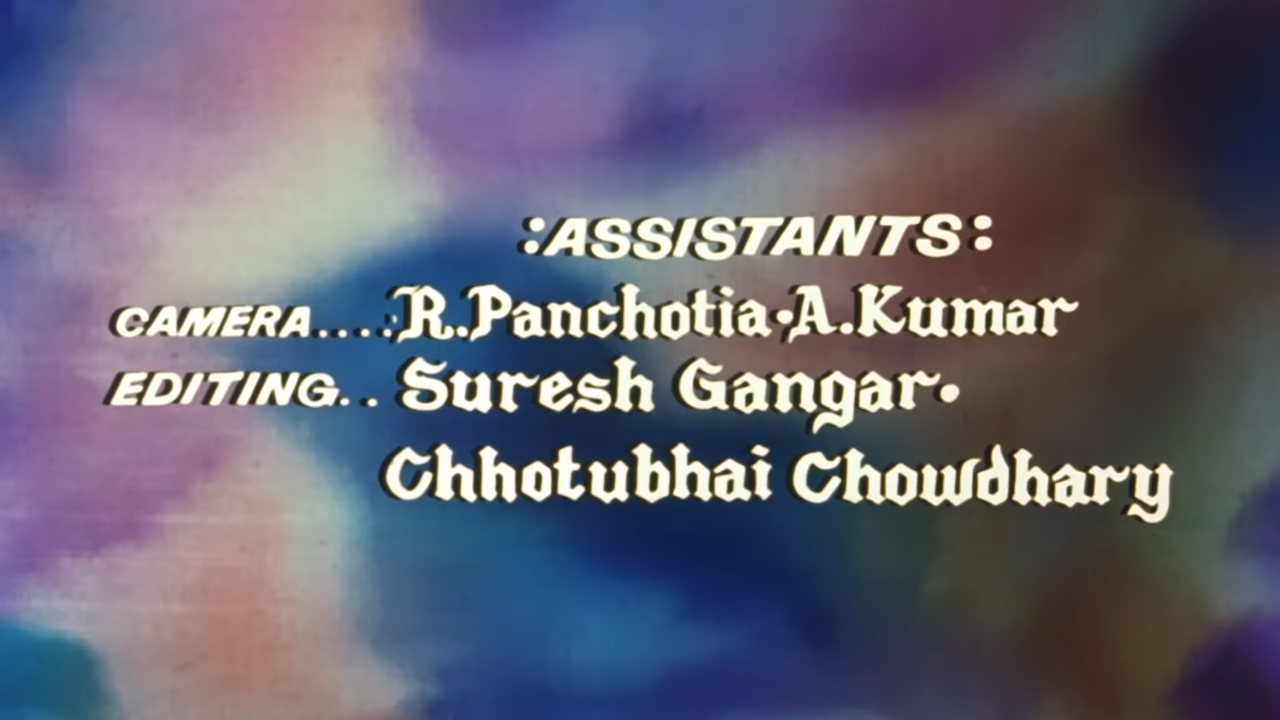 :ASSISTANTS:
CAMERA.....R.Panchotia·A.Kumar
EDITING.. Suresh Gangar·
Chhotubhai Chowdhary